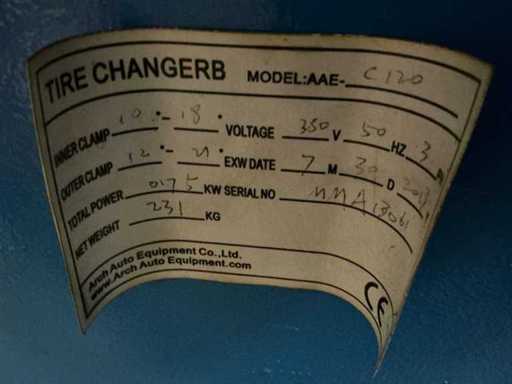 TIRE CHANGERB MODEL:AAE- C120
INNER CLAMP 10"-18" VOLTAGE 380 V 50 HZ 3
OUTER CLAMP 12"-21" EXW DATE 7 M 30 D 2013
TOTAL POWER 0.75 KW SERIAL NO MMA13061
NET WEIGHT 231 KG
Arch Auto Equipment Co.,Ltd.
www.Arch Auto Equipment.com
CE